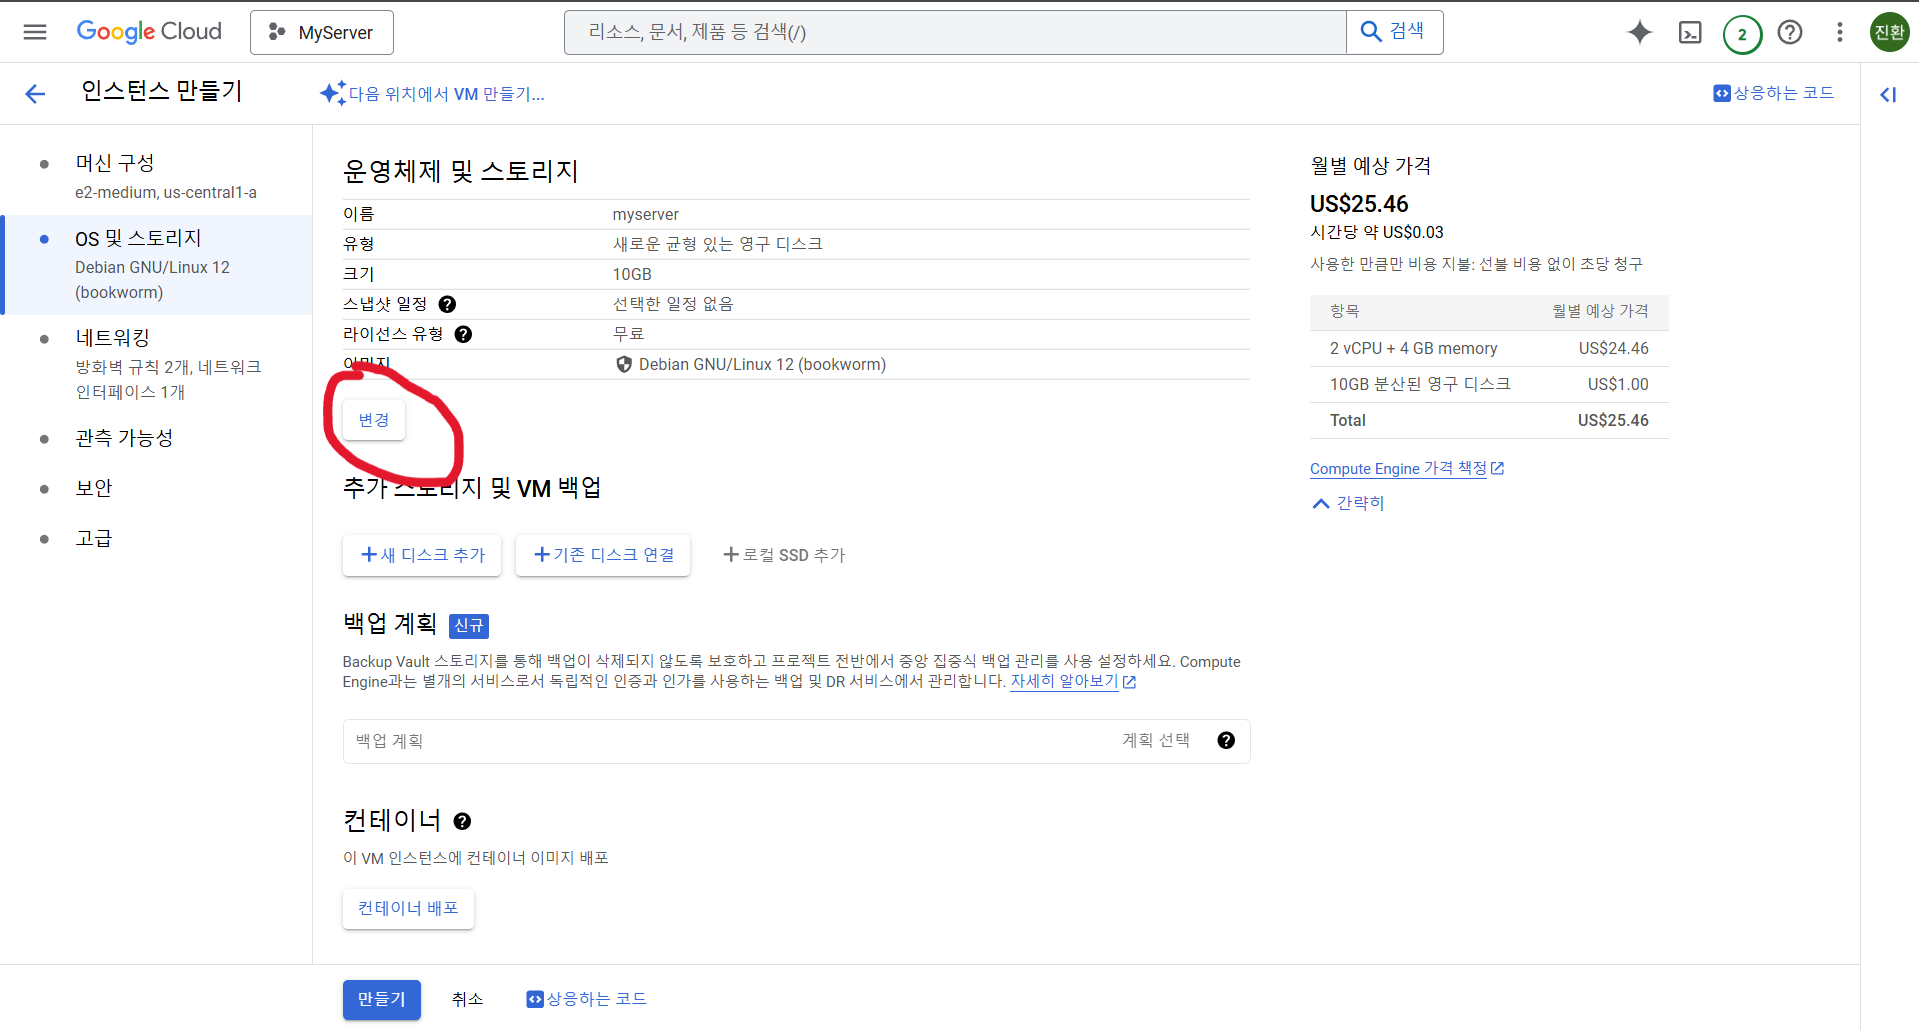 Google Cloud
MyServer
리소스, 문서, 제품 등 검색(/)
검색
2
진환
인스턴스 만들기
다음 위치에서 VM 만들기...
상응하는 코드
머신 구성
e2-medium, us-central1-a
OS 및 스토리지
Debian GNU/Linux 12
(bookworm)
네트워킹
방화벽 규칙 2개, 네트워크
인터페이스 1개
관측 가능성
보안
고급
운영체제 및 스토리지
이름 myserver
유형 새로운 균형 있는 영구 디스크
크기 10GB
스냅샷 일정 선택한 일정 없음
라이선스 유형 무료
이미지 Debian GNU/Linux 12 (bookworm)
변경
추가 스토리지 및 VM 백업
새 디스크 추가
기존 디스크 연결
로컬 SSD 추가
백업 계획 신규
Backup Vault 스토리지를 통해 백업이 삭제되지 않도록 보호하고 프로젝트 전반에서 중앙 집중식 백업 관리를 사용 설정하세요. Compute
Engine과는 별개의 서비스로서 독립적인 인증과 인가를 사용하는 백업 및 DR 서비스에서 관리합니다. 자세히 알아보기
백업 계획 계획 선택
컨테이너
이 VM 인스턴스에 컨테이너 이미지 배포
컨테이너 배포
만들기
취소
상응하는 코드
월별 예상 가격
US$25.46
시간당 약 US$0.03
사용한 만큼만 비용 지불: 선불 비용 없이 초당 청구
항목 월별 예상 가격
2 vCPU + 4 GB memory US$24.46
10GB 분산된 영구 디스크 US$1.00
Total US$25.46
Compute Engine 가격 책정
간략히